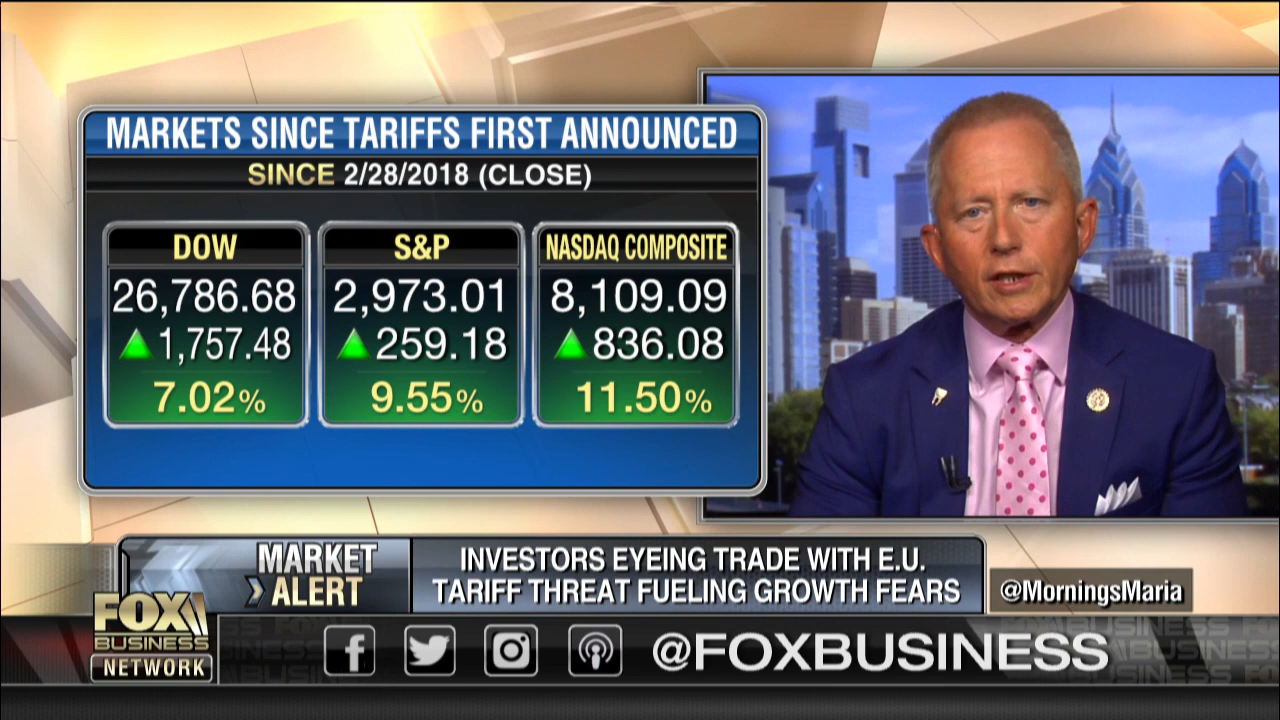 MARKETS SINCE TARIFFS FIRST ANNOUNCED
SINCE 2/28/2018 (CLOSE)
DOW
26,786.68
1,757.48
7.02%
S&P
2,973.01
259.18
9.55%
NASDAQ COMPOSITE
8,109.09
836.08
11.50%
MARKET
ALERT
INVESTORS EYEING TRADE WITH E.U.
TARIFF THREAT FUELING GROWTH FEARS
@MorningsMaria
FOX
BUSINESS
NETWORK
@FOXBUSINESS